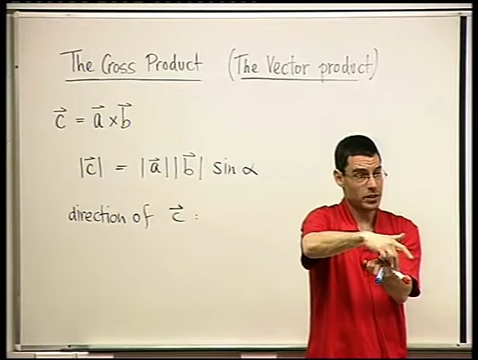 The Cross Product (The Vector product)
c⃗ = a⃗ × b⃗
|c⃗| = |a⃗||b⃗| sin α
direction of c⃗ :